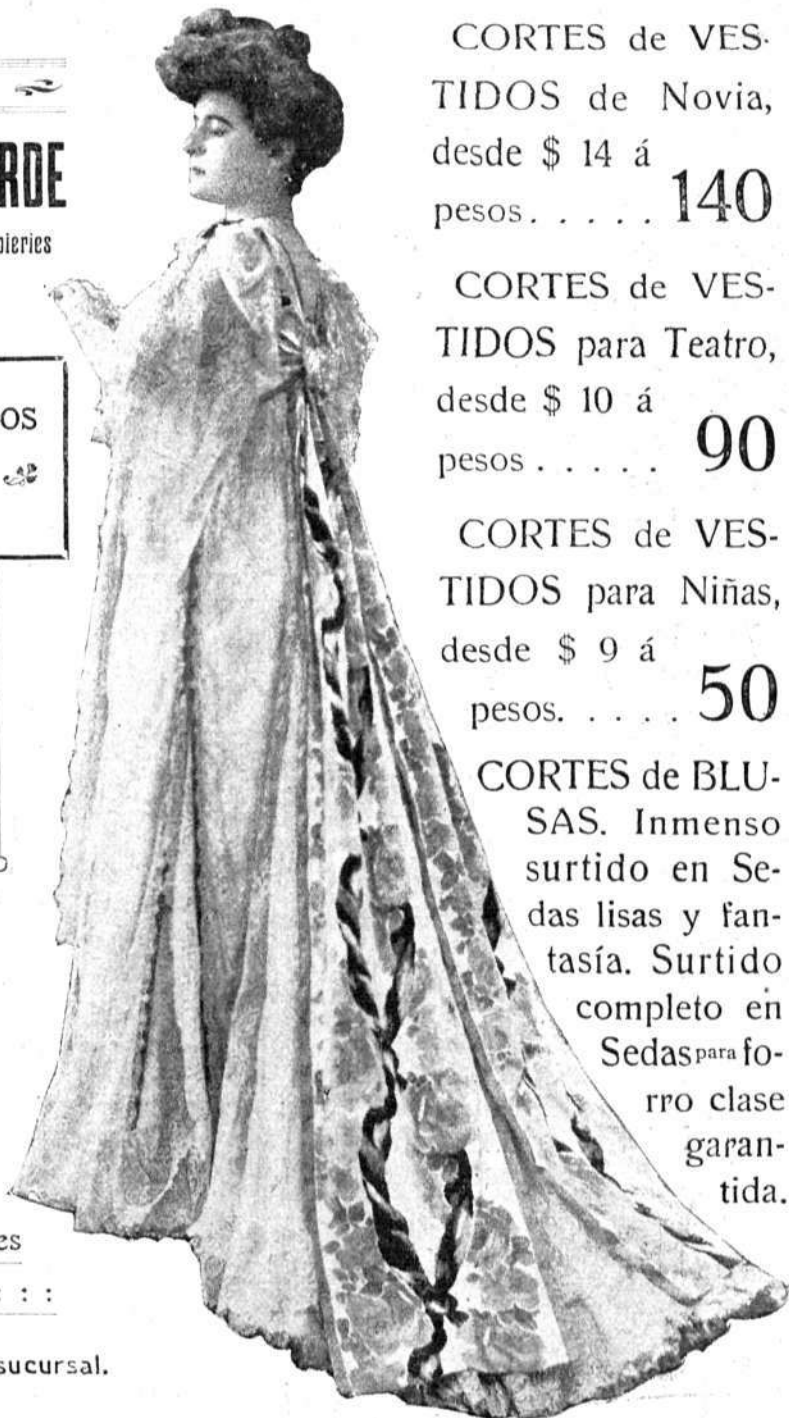 RDE
OS
sucursal.
CORTES de VES-
TIDOS de Novia,
desde $ 14 á
pesos. . . . . 140
CORTES de VES-
TIDOS para Teatro,
desde $ 10 á
pesos . . . . . 90
CORTES de VES-
TIDOS para Niñas,
desde $ 9 á
pesos. . . . . 50
CORTES de BLU-
SAS. Inmenso
surtido en Se-
das lisas y fan-
tasía. Surtido
completo en
Sedas para fo-
rro clase
garan-
tida.